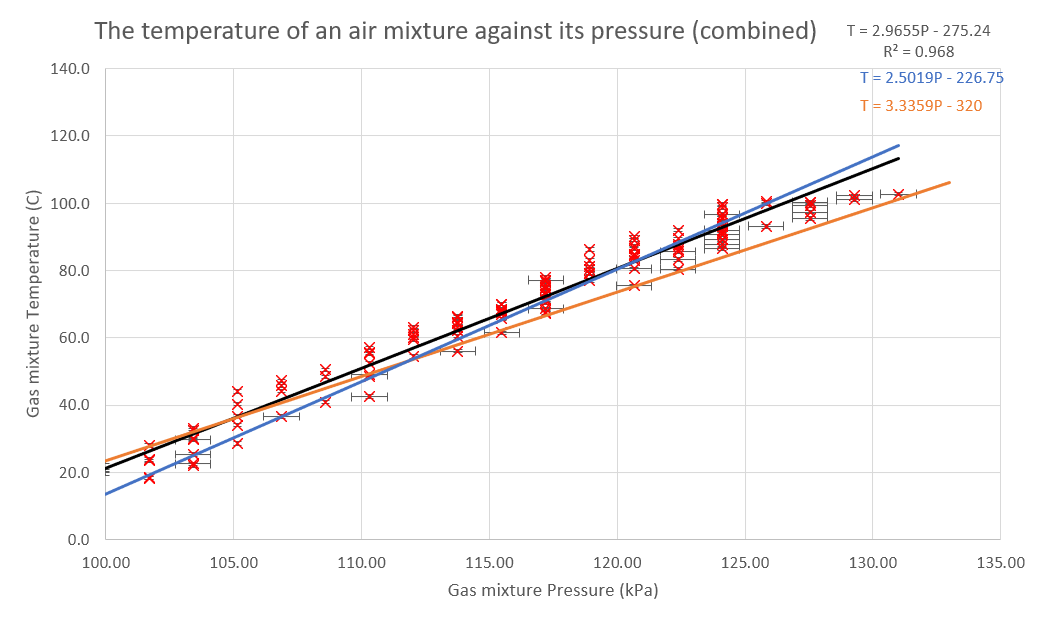 The temperature of an air mixture against its pressure (combined)
T = 2.9655P - 275.24
R² = 0.968
T = 2.5019P - 226.75
T = 3.3359P - 320
140.0
120.0
100.0
80.0
60.0
40.0
20.0
0.0
Gas mixture Temperature (C)
100.00 105.00 110.00 115.00 120.00 125.00 130.00 135.00
Gas mixture Pressure (kPa)